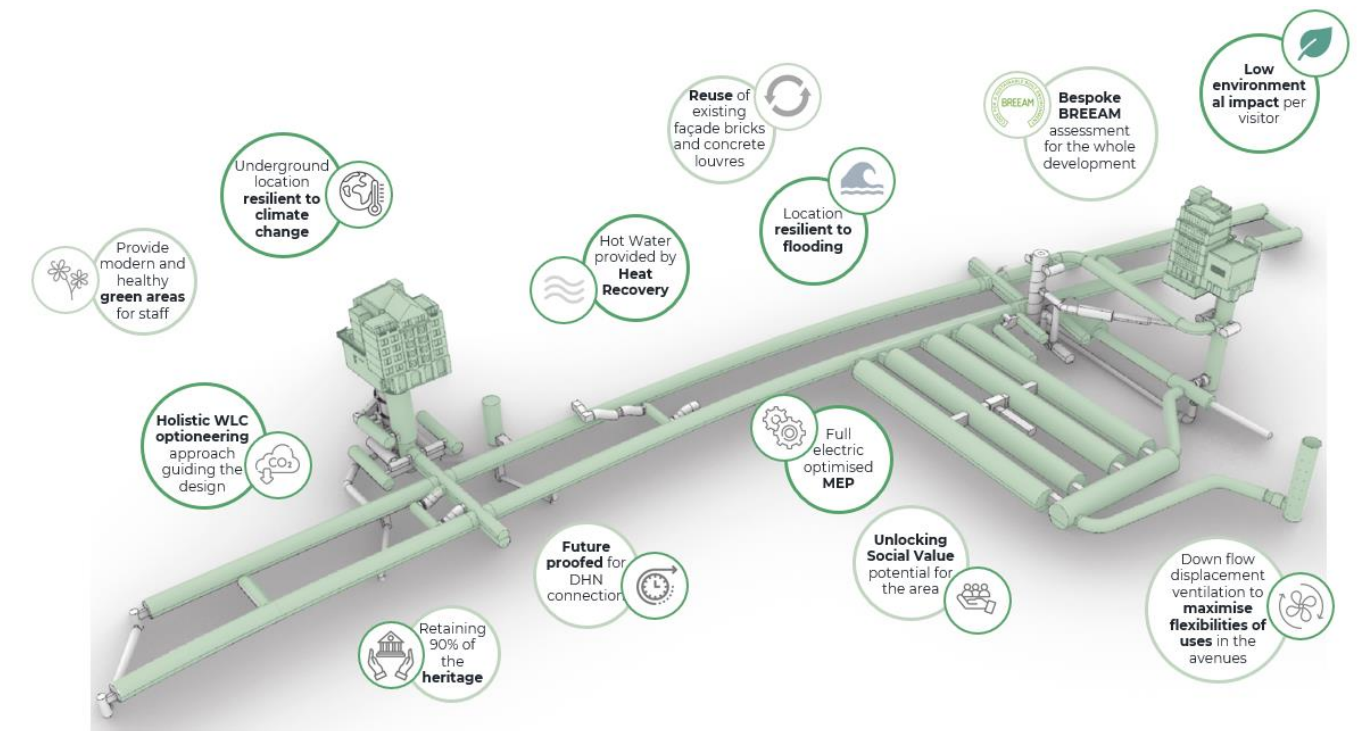 Low
environment
al impact per
visitor
Reuse of
existing
façade bricks
and concrete
louvres
BREEAM
Bespoke
BREEAM
assessment
for the whole
development
Underground
location
resilient to
climate
change
Location
resilient to
flooding
Provide
modern and
healthy
green areas
for staff
Hot Water
provided by
Heat
Recovery
Holistic WLC
optioneering
approach
guiding the
design
CO₂
Full
electric
optimised
MEP
Future
proofed for
DHN
connection
Unlocking
Social Value
potential for
the area
Down flow
displacement
ventilation to
maximise
flexibilities of
uses in the
avenues
Retaining
90% of
the
heritage